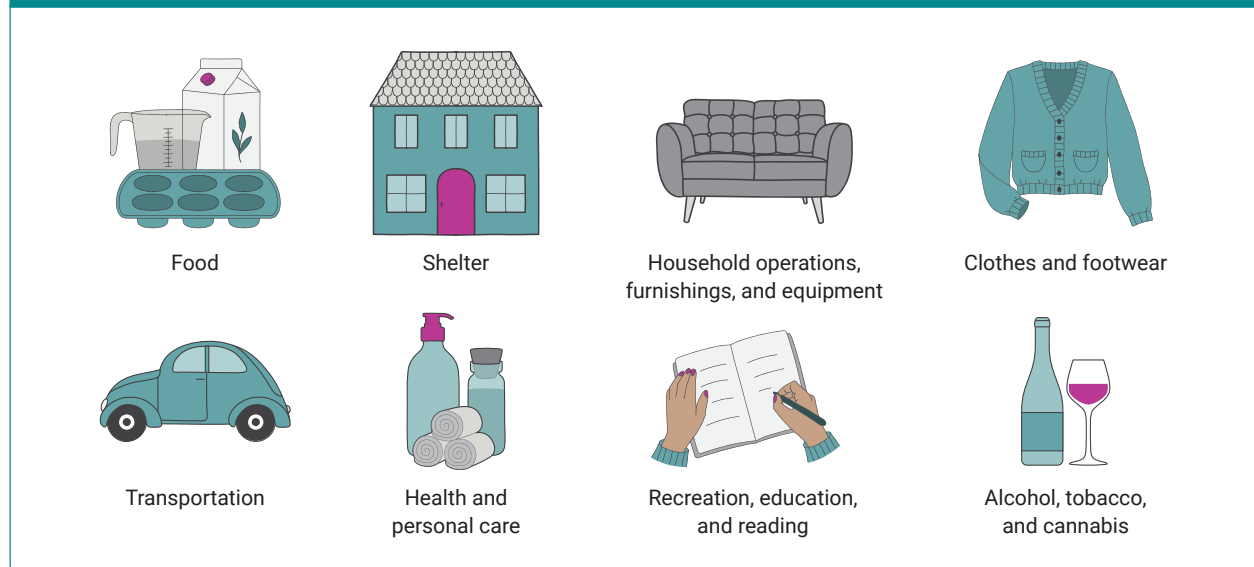 Food
Shelter
Household operations,
furnishings, and equipment
Clothes and footwear
Transportation
Health and
personal care
Recreation, education,
and reading
Alcohol, tobacco,
and cannabis